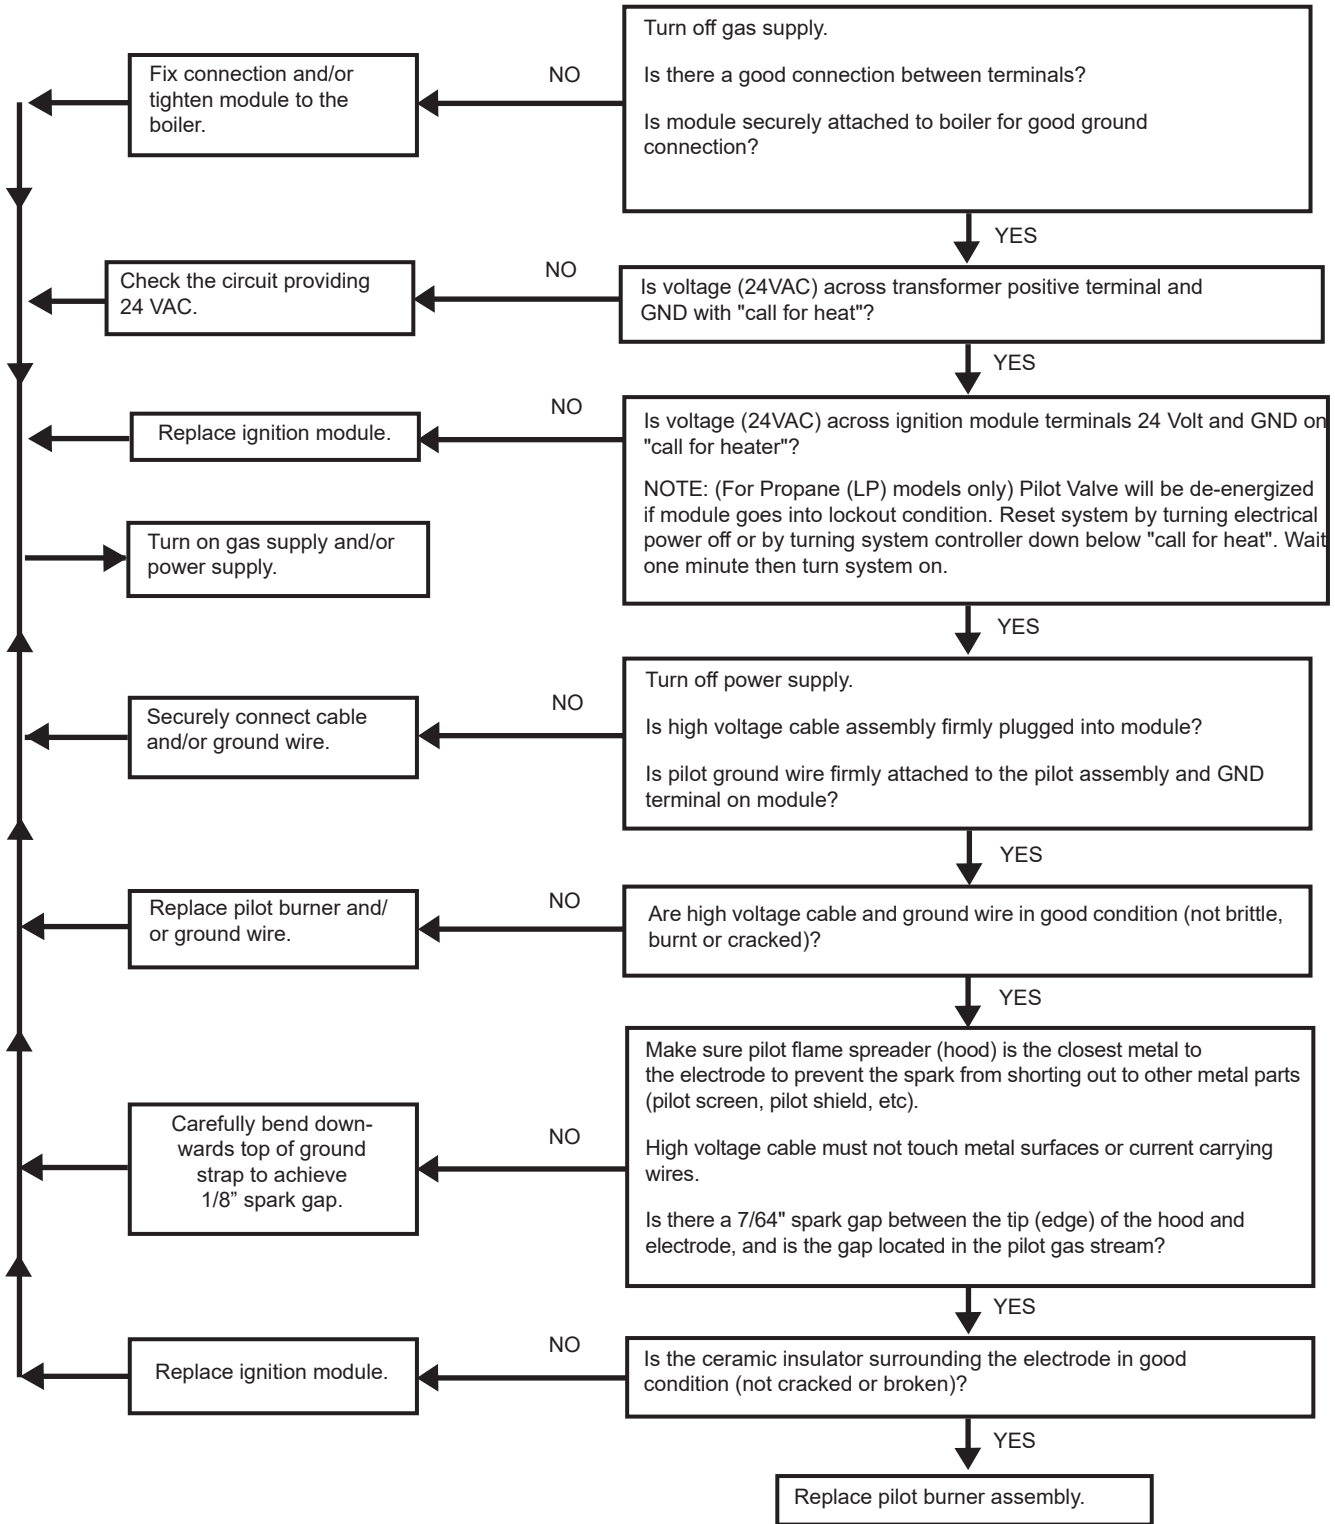 Turn off gas supply.
Is there a good connection between terminals?
Is module securely attached to boiler for good ground
connection?
NO
Fix connection and/or
tighten module to the
boiler.
YES
Is voltage (24VAC) across transformer positive terminal and
GND with "call for heat"?
NO
Check the circuit providing
24 VAC.
YES
Is voltage (24VAC) across ignition module terminals 24 Volt and GND on
"call for heater"?
NOTE: (For Propane (LP) models only) Pilot Valve will be de-energized
if module goes into lockout condition. Reset system by turning electrical
power off or by turning system controller down below "call for heat". Wait
one minute then turn system on.
NO
Replace ignition module.
Turn on gas supply and/or
power supply.
YES
Turn off power supply.
Is high voltage cable assembly firmly plugged into module?
Is pilot ground wire firmly attached to the pilot assembly and GND
terminal on module?
NO
Securely connect cable
and/or ground wire.
YES
Are high voltage cable and ground wire in good condition (not brittle,
burnt or cracked)?
NO
Replace pilot burner and/
or ground wire.
YES
Make sure pilot flame spreader (hood) is the closest metal to
the electrode to prevent the spark from shorting out to other metal parts
(pilot screen, pilot shield, etc).
High voltage cable must not touch metal surfaces or current carrying
wires.
Is there a 7/64" spark gap between the tip (edge) of the hood and
electrode, and is the gap located in the pilot gas stream?
NO
Carefully bend down-
wards top of ground
strap to achieve
1/8” spark gap.
YES
Is the ceramic insulator surrounding the electrode in good
condition (not cracked or broken)?
NO
Replace ignition module.
YES
Replace pilot burner assembly.